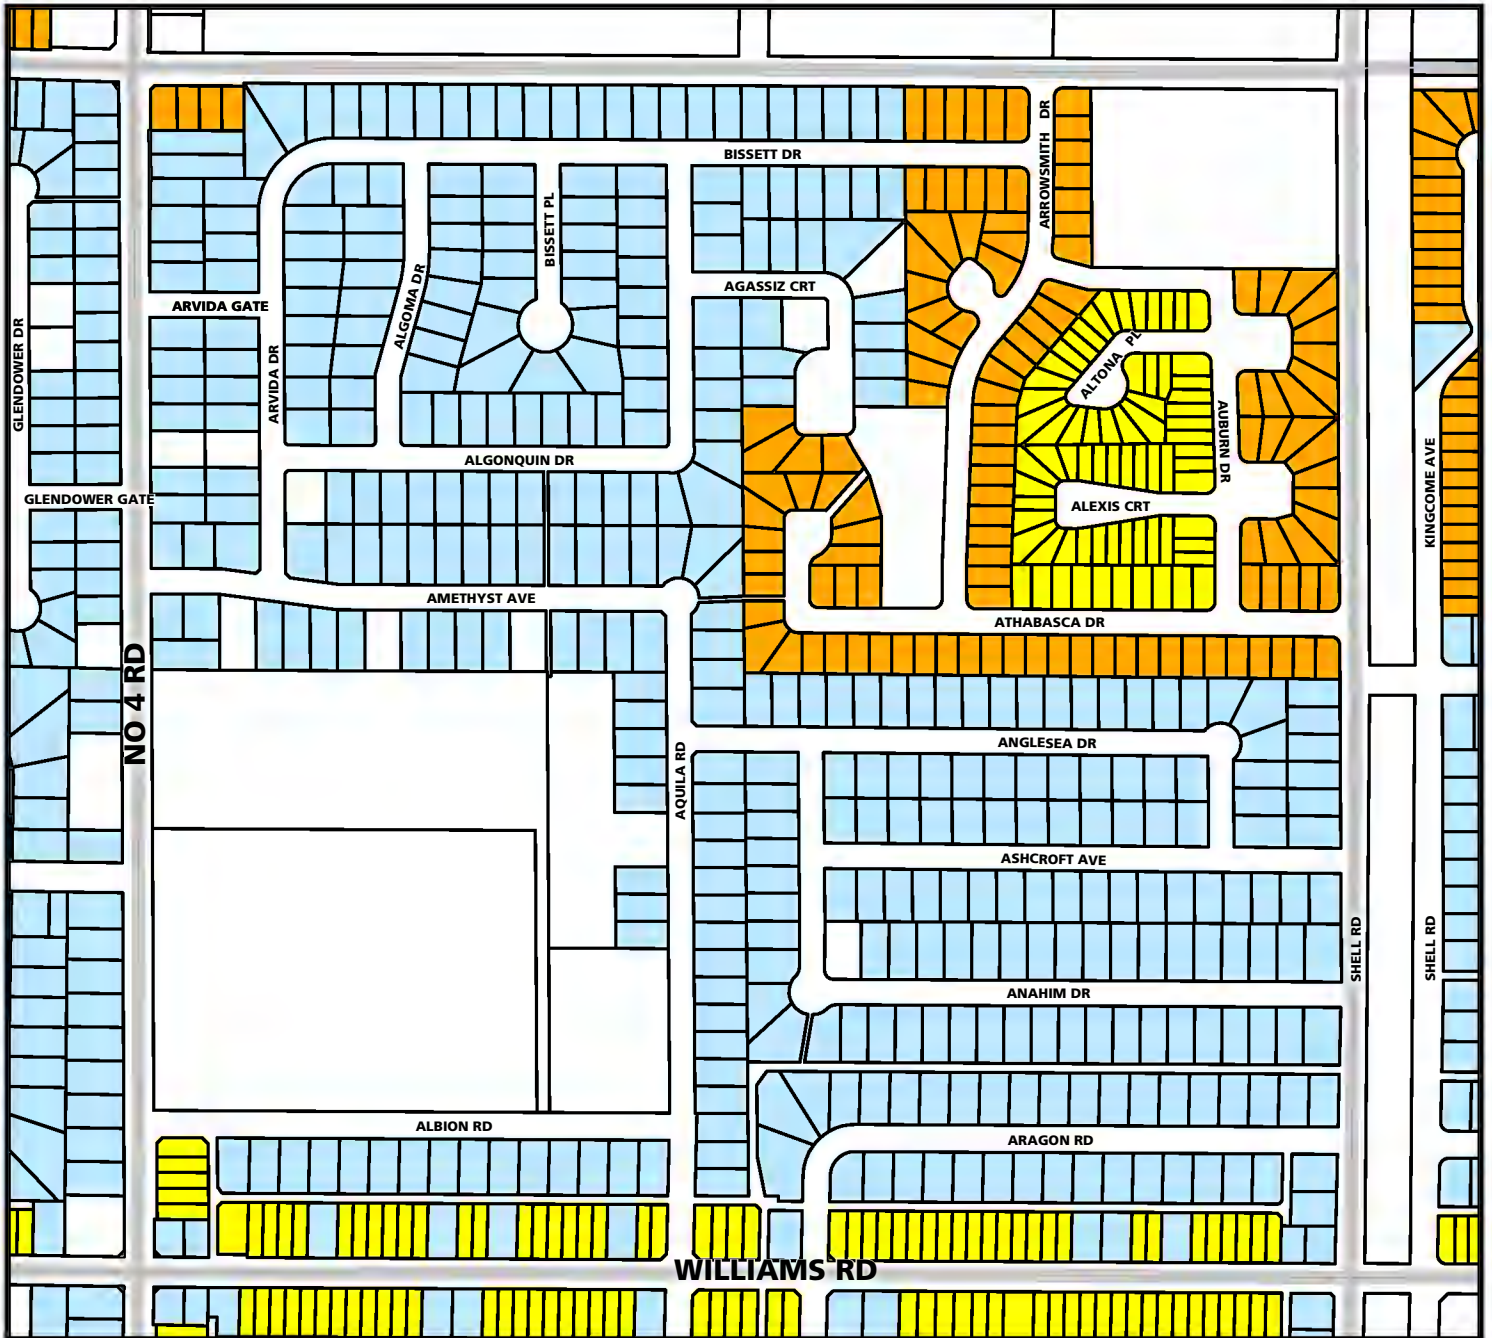 ARROWSMITH DR
BISSETT DR
BISSETT PL
AGASSIZ CRT
ARVIDA GATE
ALGOMA DR
GLENDOWER DR
ARVIDA DR
ALTONA PL
AUBURN DR
KINGCOME AVE
ALGONQUIN DR
GLENDOWER GATE
ALEXIS CRT
AMETHYST AVE
ATHABASCA DR
NO 4 RD
AQUILA RD
ANGLESEA DR
ASHCROFT AVE
SHELL RD
SHELL RD
ANAHIM DR
ALBION RD
ARAGON RD
WILLIAMS RD